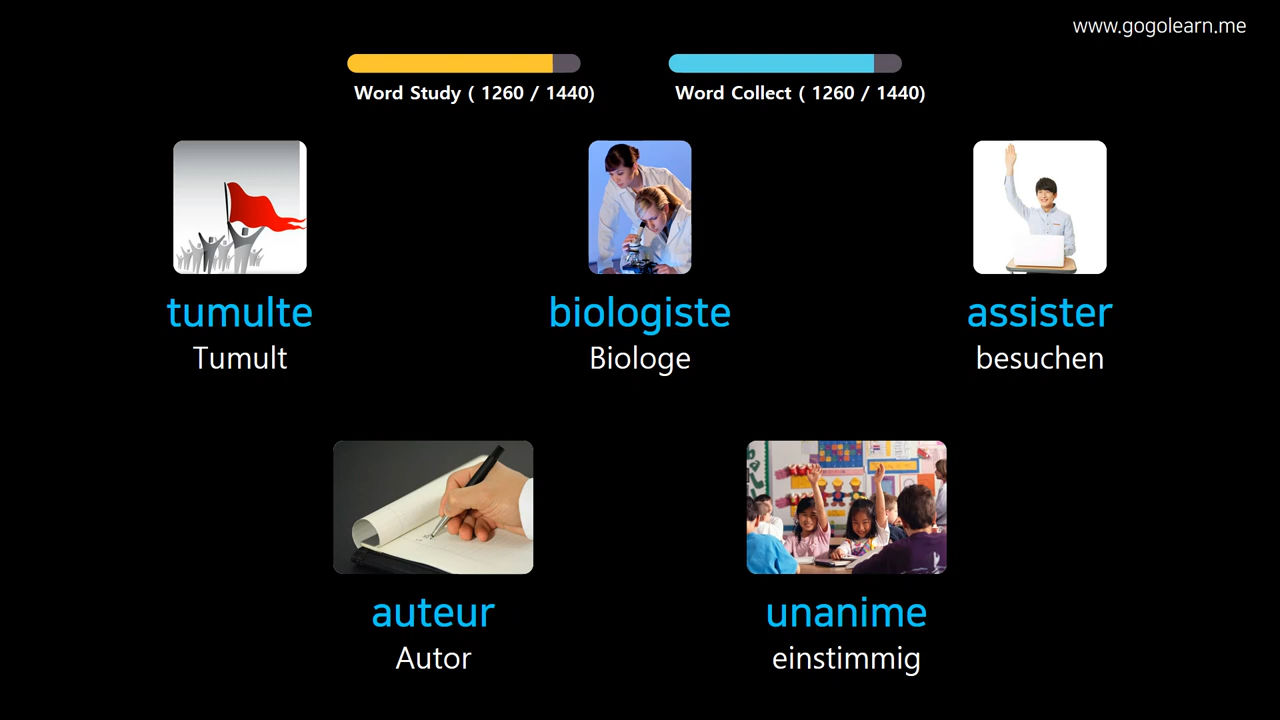 www.gogolearn.me
Word Study ( 1260 / 1440)
Word Collect ( 1260 / 1440)
tumulte
Tumult
biologiste
Biologe
assister
besuchen
auteur
Autor
unanime
einstimmig